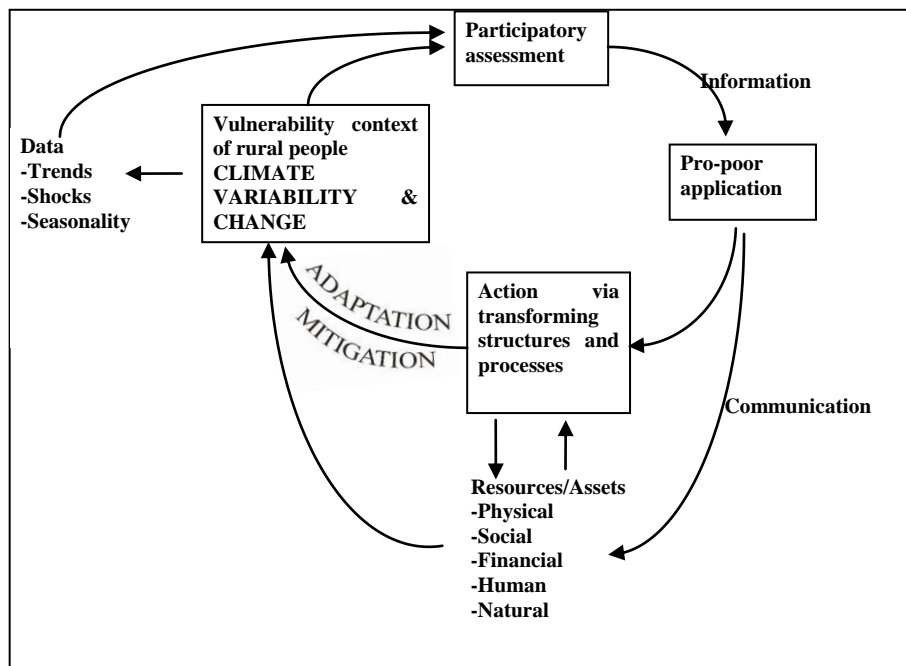 Participatory
assessment
Information
Vulnerability context
of rural people
CLIMATE
VARIABILITY &
CHANGE
Data
-Trends
-Shocks
-Seasonality
Pro-poor
application
ADAPTATION
MITIGATION
Action via
transforming
structures and
processes
Communication
Resources/Assets
-Physical
-Social
-Financial
-Human
-Natural